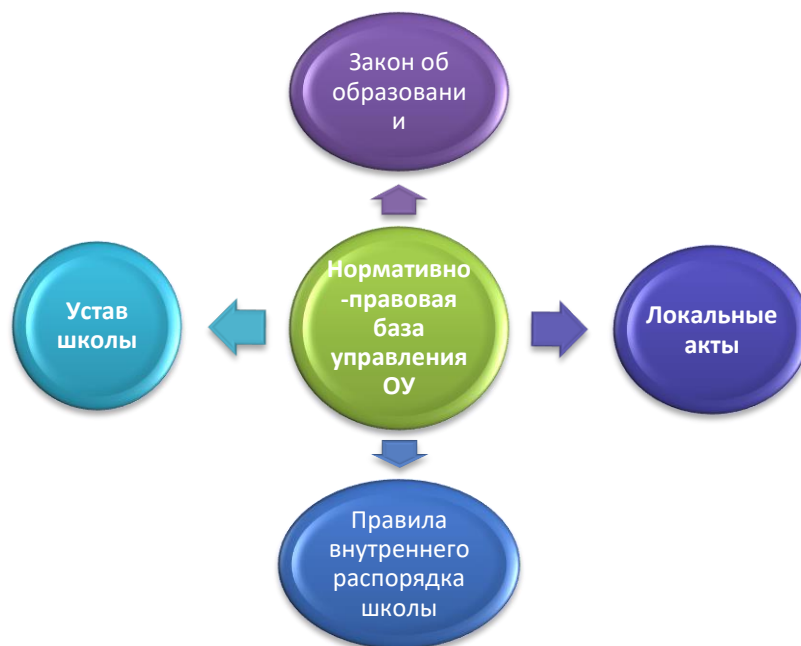 Закон об
образовани
и
Нормативно
-правовая
база
управления
ОУ
Устав
школы
Локальные
акты
Правила
внутреннего
распорядка
школы